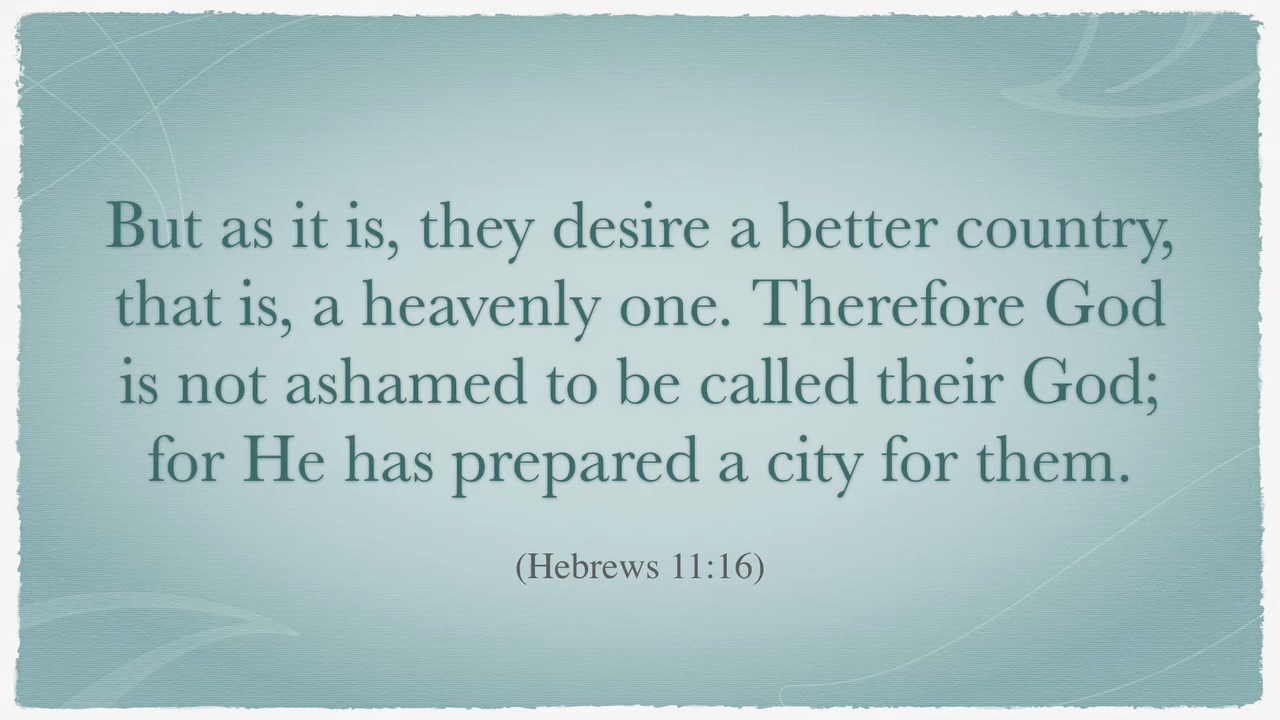 But as it is, they desire a better country,
that is, a heavenly one. Therefore God
is not ashamed to be called their God;
for He has prepared a city for them.
(Hebrews 11:16)